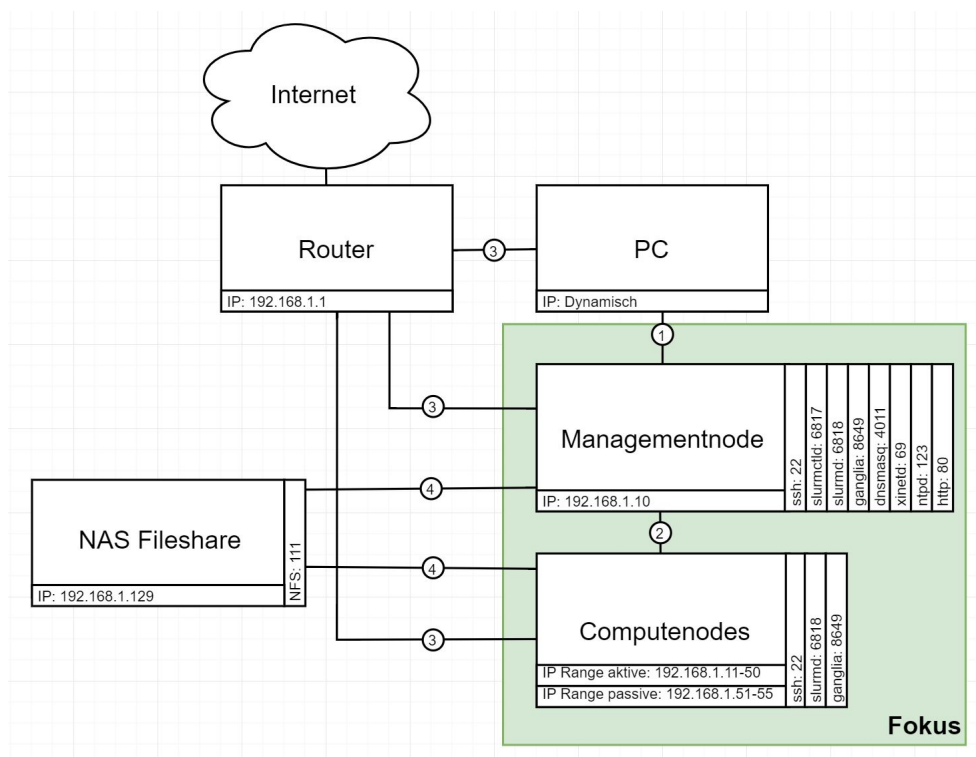 Internet
Router
IP: 192.168.1.1
3
PC
IP: Dynamisch
1
3
Managementnode
IP: 192.168.1.10
ssh: 22
slurmctld: 6817
slurmd: 6818
ganglia: 8649
dnsmasq: 4011
xinetd: 69
ntpd: 123
http: 80
4
NAS Fileshare
IP: 192.168.1.129
NFS: 111
2
4
3
Computenodes
IP Range aktive: 192.168.1.11-50
IP Range passive: 192.168.1.51-55
ssh: 22
slurmd: 6818
ganglia: 8649
Fokus